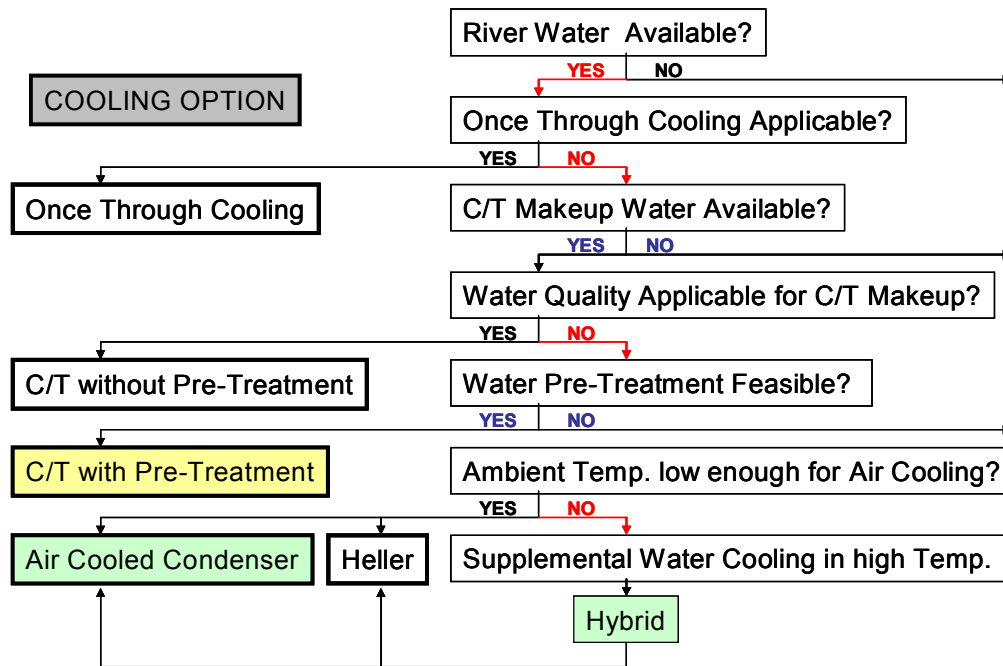 River Water Available?
YES NO
COOLING OPTION
Once Through Cooling Applicable?
YES NO
Once Through Cooling
C/T Makeup Water Available?
YES NO
Water Quality Applicable for C/T Makeup?
YES NO
C/T without Pre-Treatment
Water Pre-Treatment Feasible?
YES NO
C/T with Pre-Treatment
Ambient Temp. low enough for Air Cooling?
YES NO
Air Cooled Condenser
Heller
Supplemental Water Cooling in high Temp.
Hybrid